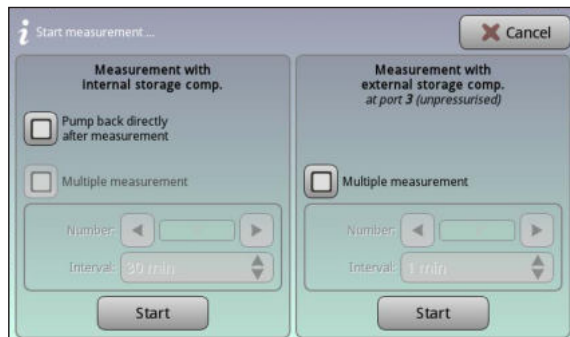 Start measurement ...
Cancel
Measurement with
internal storage comp.
Pump back directly
after measurement
Multiple measurement
Number:
Interval: 30 min
Start
Measurement with
external storage comp.
at port 3 (unpressurised)
Multiple measurement
Number:
Interval: 1 min
Start